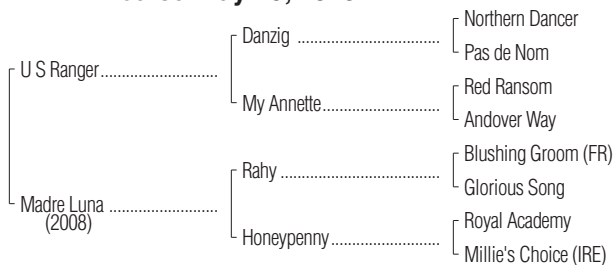 Northern Dancer
Danzig ..........................................
Pas de Nom
U S Ranger..................................
Red Ransom
My Annette..................................
Andover Way
Blushing Groom (FR)
Rahy ..............................................
Glorious Song
Madre Luna ................................
(2008)
Royal Academy
Honeypenny................................
Millie's Choice (IRE)